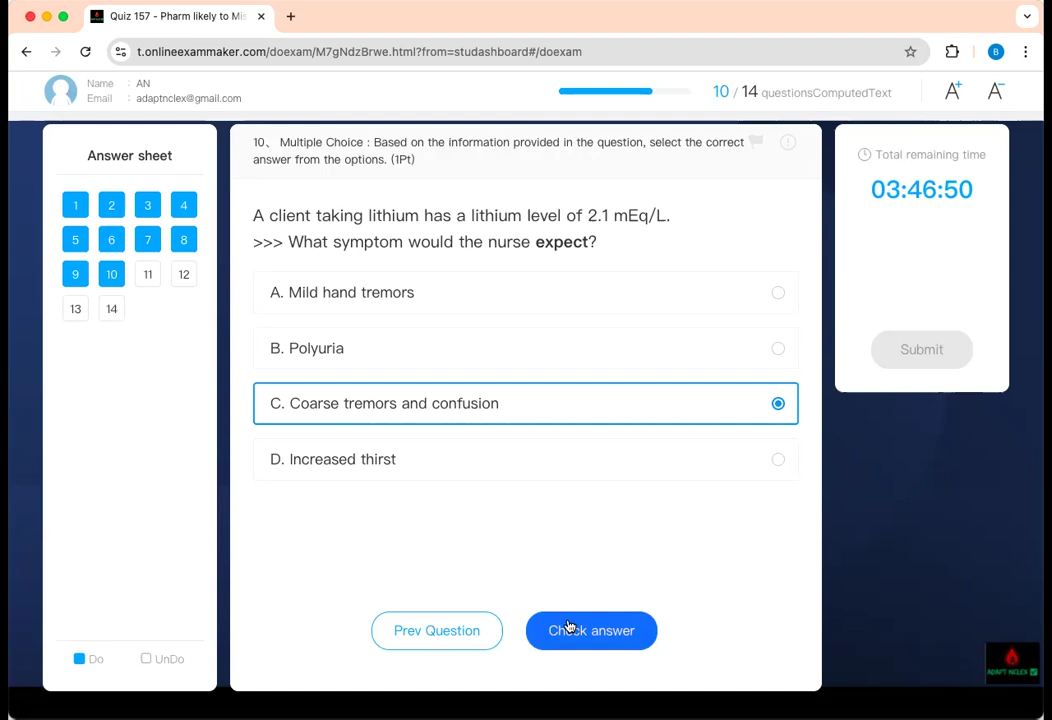 Quiz 157 - Pharm likely to Mis
t.onlineexammaker.com/doexam/M7gNdzBrwe.html?from=studashboard#/doexam
B
Name : AN
Email : adaptnclex@gmail.com
10 / 14 questionsComputedText
A+ A-
Answer sheet
1 2 3 4
5 6 7 8
9 10 11 12
13 14
Do UnDo
10、 Multiple Choice : Based on the information provided in the question, select the correct
answer from the options. (1Pt)
A client taking lithium has a lithium level of 2.1 mEq/L.
>>> What symptom would the nurse expect?
A. Mild hand tremors
B. Polyuria
C. Coarse tremors and confusion
D. Increased thirst
Prev Question
Check answer
Total remaining time
03:46:50
Submit
ADAPT NCLEX